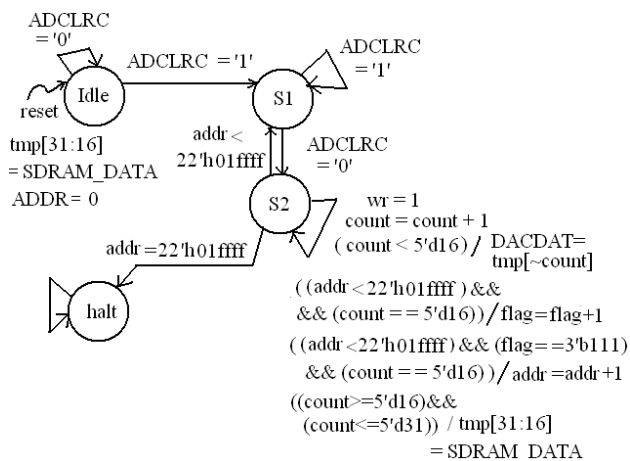 ADCLRC
= '0'
ADCLRC = '1'
ADCLRC
= '1'
Idle
S1
reset
tmp[31:16]
= SDRAM_DATA
ADDR = 0
addr<
22'h01ffff
ADCLRC
= '0'
S2
wr = 1
count = count + 1
( count < 5'd16) / DACDAT=
tmp[~count]
addr=22'h01ffff
halt
( (addr<22'h01ffff ) &&
&& (count == 5'd16)) / flag=flag+1
((addr<22'h01ffff) && (flag==3'b111)
&& (count == 5'd16)) / addr=addr+1
((count>=5'd16)&&
(count<=5'd31)) / tmp[31:16]
= SDRAM_DATA